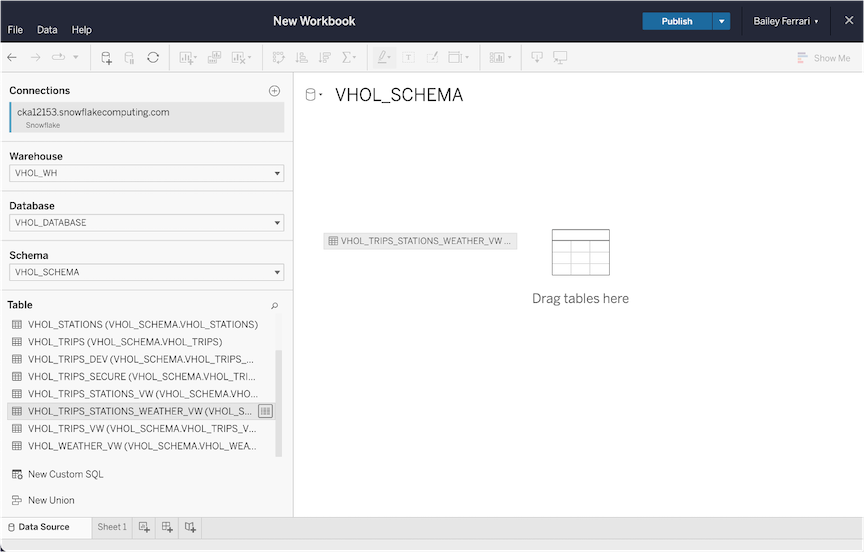 New Workbook
File Data Help
Publish
Bailey Ferrari
Show Me
Connections
cka12153.snowflakecomputing.com
Snowflake
Warehouse
VHOL_WH
Database
VHOL_DATABASE
Schema
VHOL_SCHEMA
Table
VHOL_STATIONS (VHOL_SCHEMA.VHOL_STATIONS)
VHOL_TRIPS (VHOL_SCHEMA.VHOL_TRIPS)
VHOL_TRIPS_DEV (VHOL_SCHEMA.VHOL_TRIPS_...
VHOL_TRIPS_SECURE (VHOL_SCHEMA.VHOL_TRI...
VHOL_TRIPS_STATIONS_VW (VHOL_SCHEMA.VHO...
VHOL_TRIPS_STATIONS_WEATHER_VW (VHOL_S...
VHOL_TRIPS_VW (VHOL_SCHEMA.VHOL_TRIPS_V...
VHOL_WEATHER_VW (VHOL_SCHEMA.VHOL_WEA...
New Custom SQL
New Union
VHOL_SCHEMA
VHOL_TRIPS_STATIONS_WEATHER_VW ...
Drag tables here
Data Source
Sheet 1